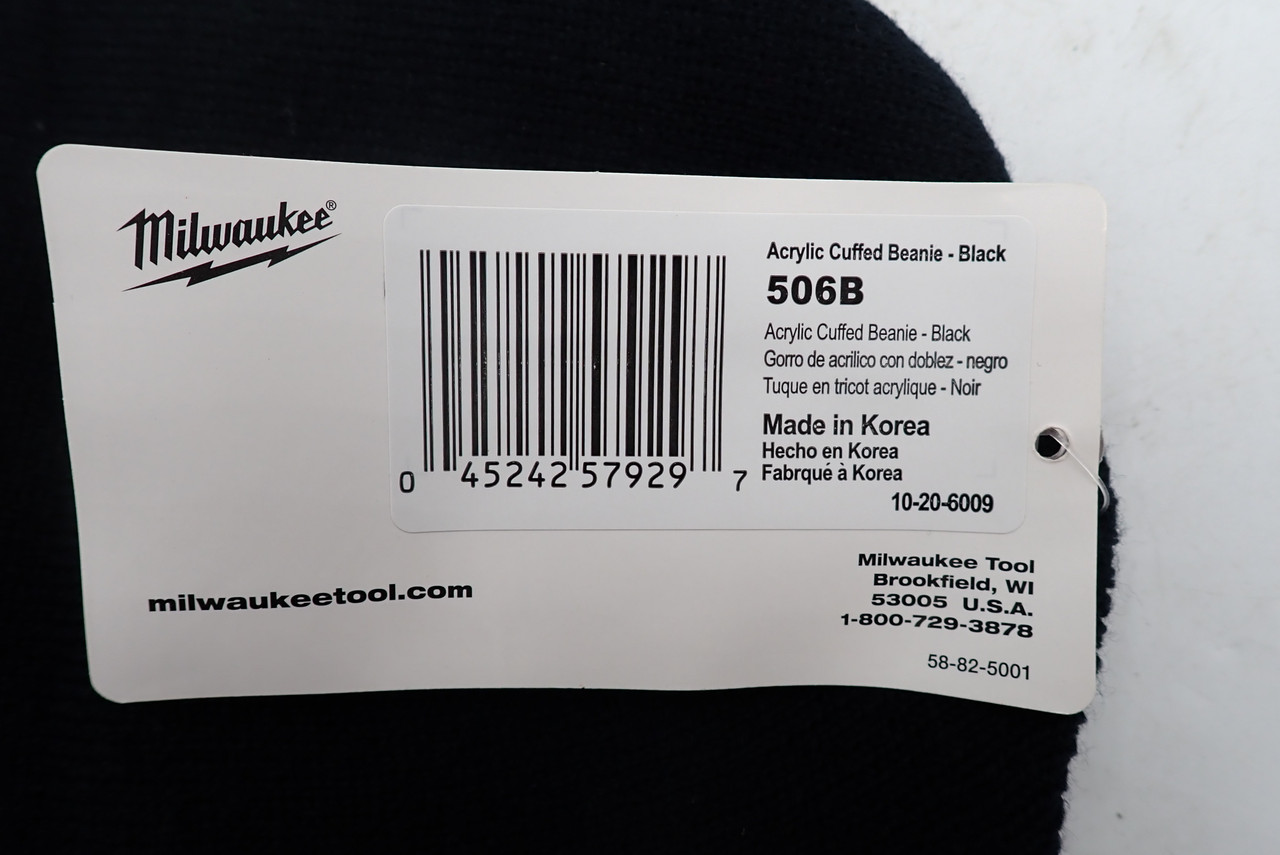 Milwaukee®
Acrylic Cuffed Beanie - Black
506B
Acrylic Cuffed Beanie - Black
Gorro de acrilico con doblez - negro
Tuque en tricot acrylique - Noir
Made in Korea
Hecho en Korea
Fabrqué à Korea
10-20-6009
0 45242 57929 7
milwaukeetool.com
Milwaukee Tool
Brookfield, WI
53005 U.S.A.
1-800-729-3878
58-82-5001